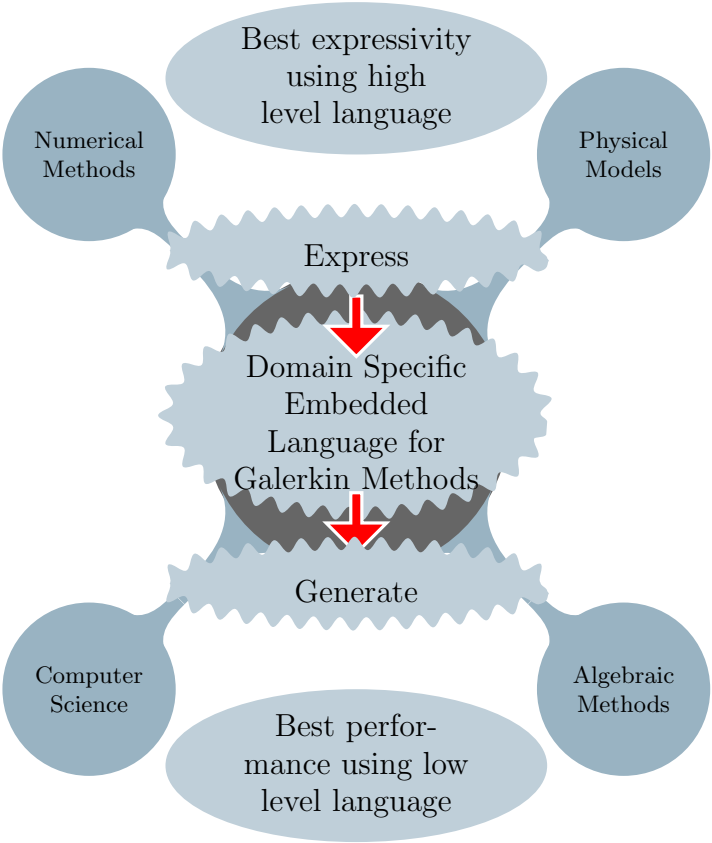 Best expressivity
using high
level language
Numerical
Methods
Physical
Models
Express
Domain Specific
Embedded
Language for
Galerkin Methods
Generate
Computer
Science
Algebraic
Methods
Best perfor-
mance using low
level language